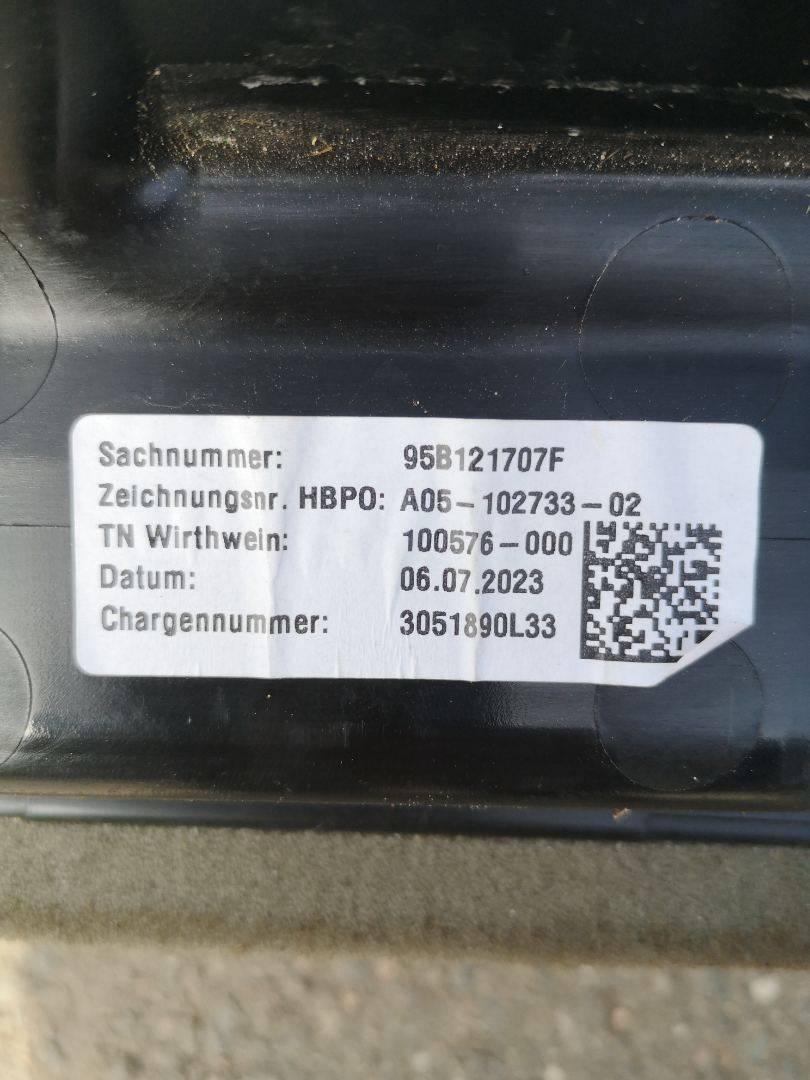 Sachnummer: 95B121707F
Zeichnungsnr. HBPO: A05-102733-02
TN Wirthwein: 100576-000
Datum: 06.07.2023
Chargennummer: 3051890L33